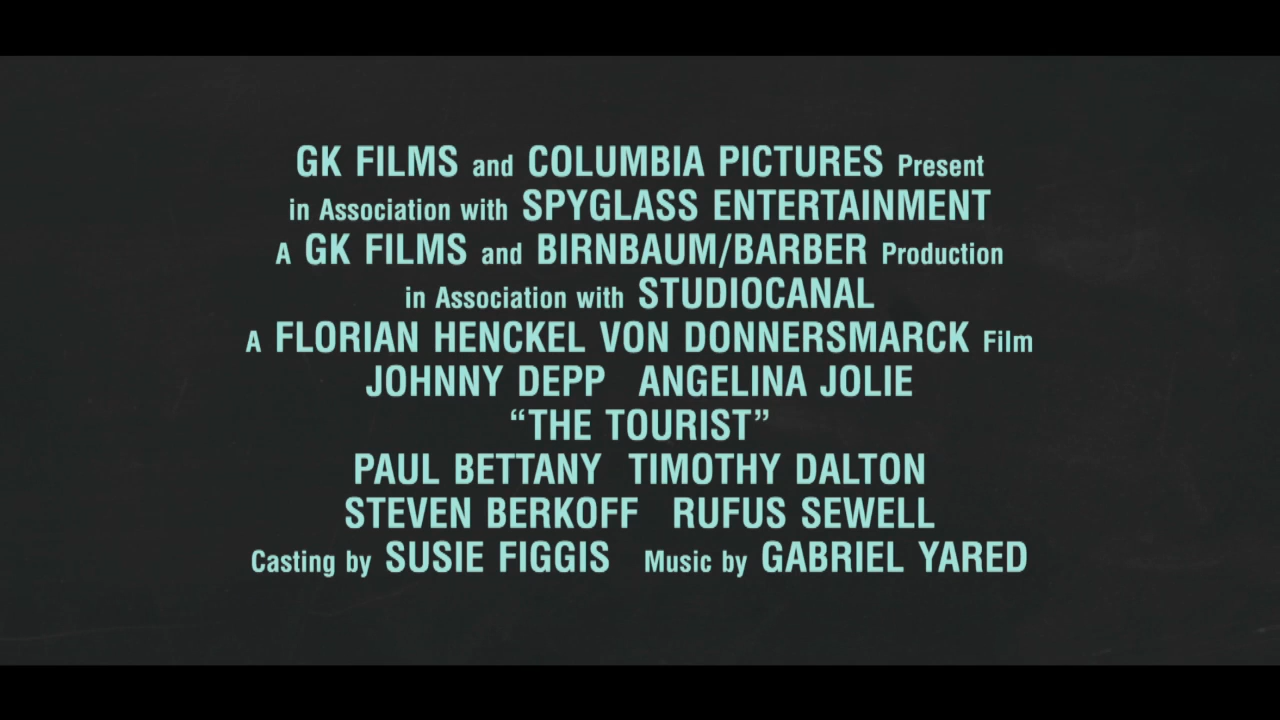 GK FILMS and COLUMBIA PICTURES Present
in Association with SPYGLASS ENTERTAINMENT
A GK FILMS and BIRNBAUM/BARBER Production
in Association with STUDIOCANAL
A FLORIAN HENCKEL VON DONNERSMARCK Film
JOHNNY DEPP ANGELINA JOLIE
“THE TOURIST”
PAUL BETTANY TIMOTHY DALTON
STEVEN BERKOFF RUFUS SEWELL
Casting by SUSIE FIGGIS Music by GABRIEL YARED